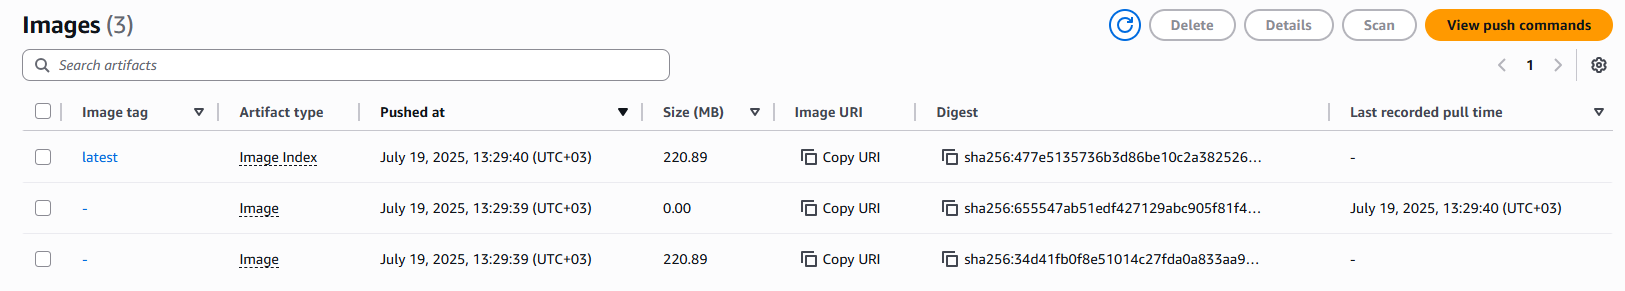 Images (3) Delete Details Scan View push commands
Search artifacts 1
Image tag Artifact type Pushed at Size (MB) Image URI Digest Last recorded pull time
latest Image Index July 19, 2025, 13:29:40 (UTC+03) 220.89 Copy URI sha256:477e5135736b3d86be10c2a382526... -
- Image July 19, 2025, 13:29:39 (UTC+03) 0.00 Copy URI sha256:655547ab51edf427129abc905f81f4... July 19, 2025, 13:29:40 (UTC+03)
- Image July 19, 2025, 13:29:39 (UTC+03) 220.89 Copy URI sha256:34d41fb0f8e51014c27fda0a833aa9... -